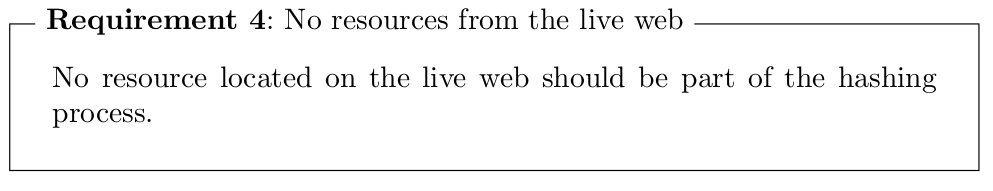 Requirement 4: No resources from the live web
No resource located on the live web should be part of the hashing
process.